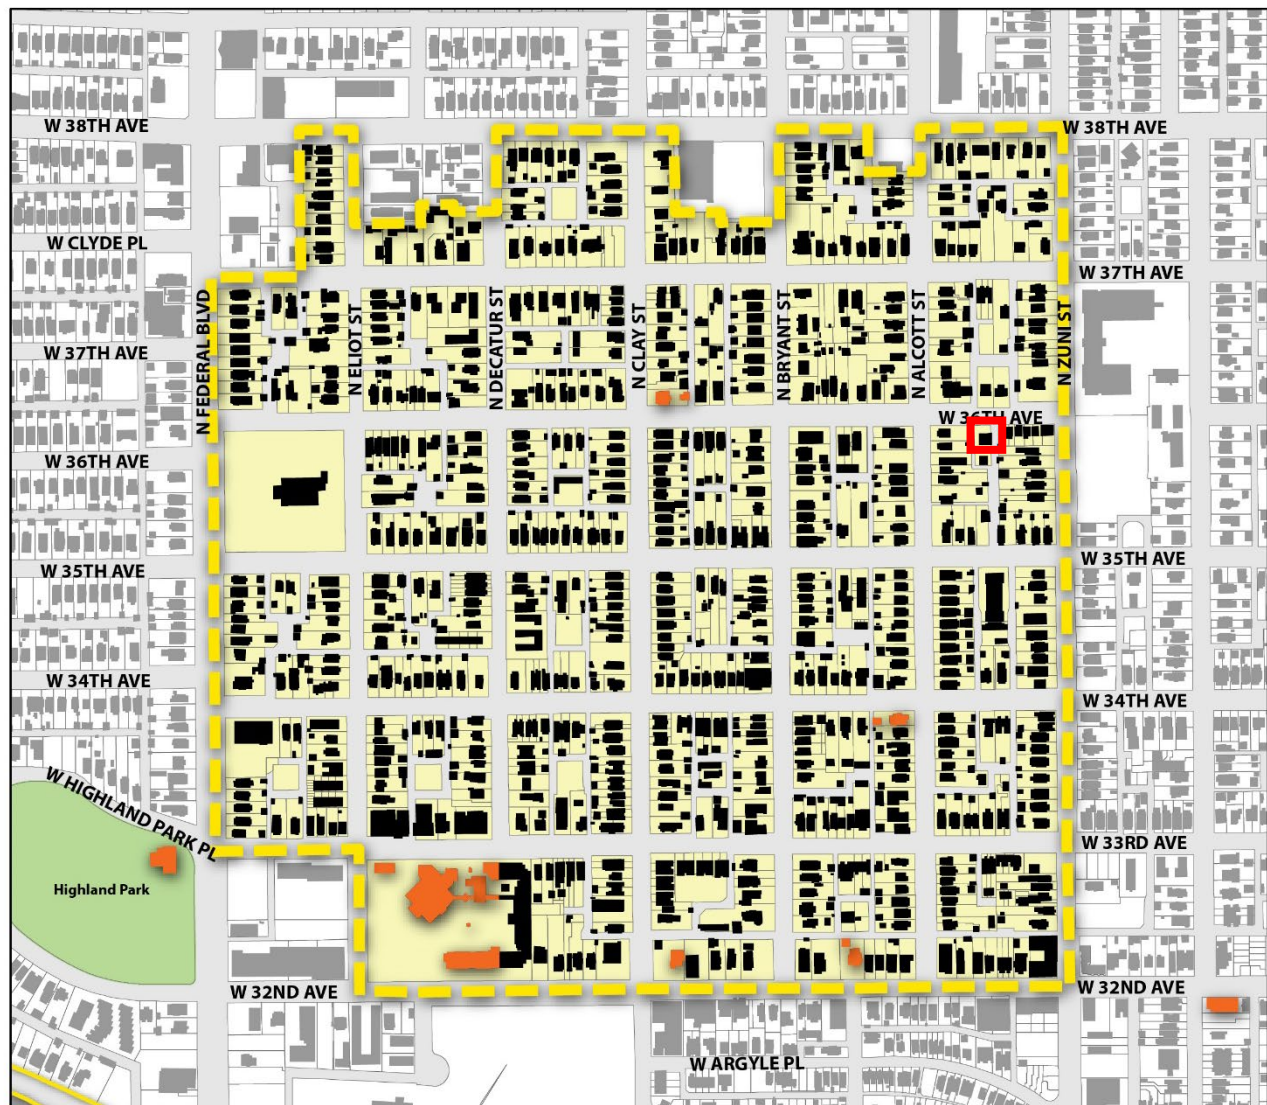 W 38TH AVE
W 38TH AVE
W CLYDE PL
W 37TH AVE
N FEDERAL BLVD
N ELIOT ST
N DECATUR ST
N CLAY ST
N BRYANT ST
N ALCOTT ST
N ZUNI ST
W 37TH AVE
W 36TH AVE
W 36TH AVE
W 35TH AVE
W 35TH AVE
W 34TH AVE
W 34TH AVE
W HIGHLAND PARK PL
W 33RD AVE
Highland Park
W 32ND AVE
W 32ND AVE
W ARGYLE PL